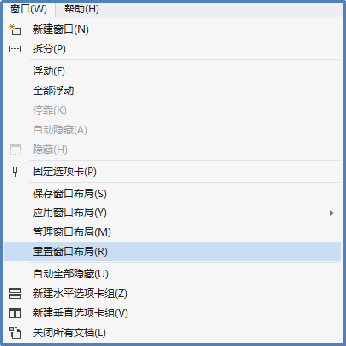 窗口(W) 帮助(H)
新建窗口(N)
拆分(P)
浮动(F)
全部浮动
停靠(K)
自动隐藏(A)
隐藏(H)
固定选项卡(P)
保存窗口布局(S)
应用窗口布局(Y)
管理窗口布局(M)
重置窗口布局(R)
自动全部隐藏(U)
新建水平选项卡组(Z)
新建垂直选项卡组(V)
关闭所有文档(L)